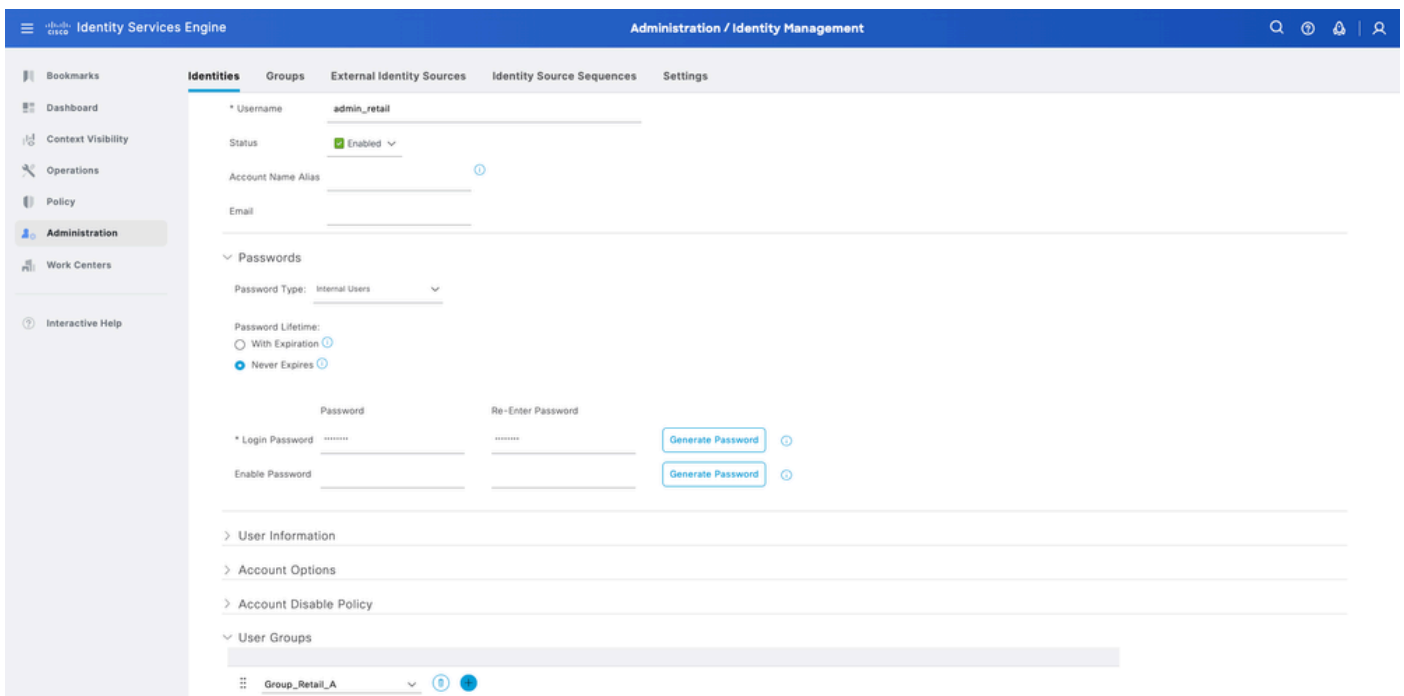 cisco Identity Services Engine
Administration / Identity Management
Bookmarks
Dashboard
Context Visibility
Operations
Policy
Administration
Work Centers
Interactive Help
Identities Groups External Identity Sources Identity Source Sequences Settings
* Username admin_retail
Status Enabled
Account Name Alias
Email
Passwords
Password Type: Internal Users
Password Lifetime:
With Expiration
Never Expires
Password Re-Enter Password
* Login Password ········ ········ Generate Password
Enable Password Generate Password
User Information
Account Options
Account Disable Policy
User Groups
Group_Retail_A